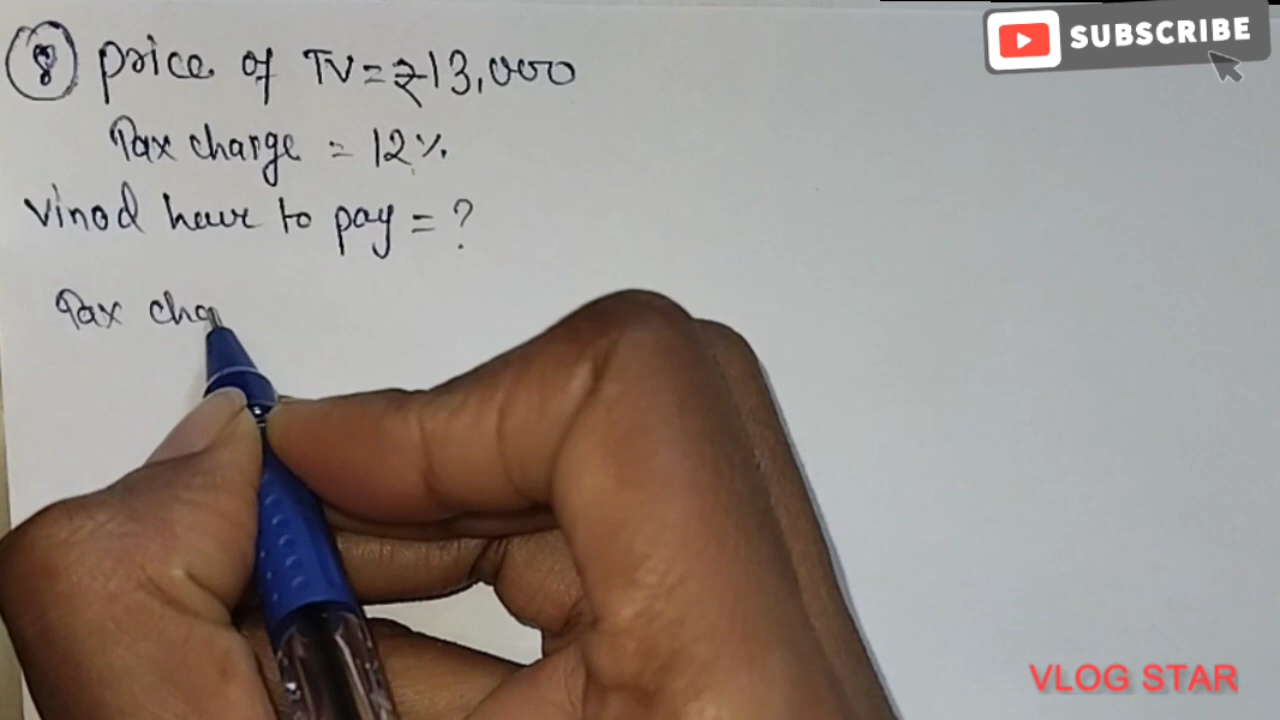 8 price of TV = ₹13,000
Tax charge = 12%.
Vinod have to pay = ?
Tax cha
SUBSCRIBE
VLOG STAR